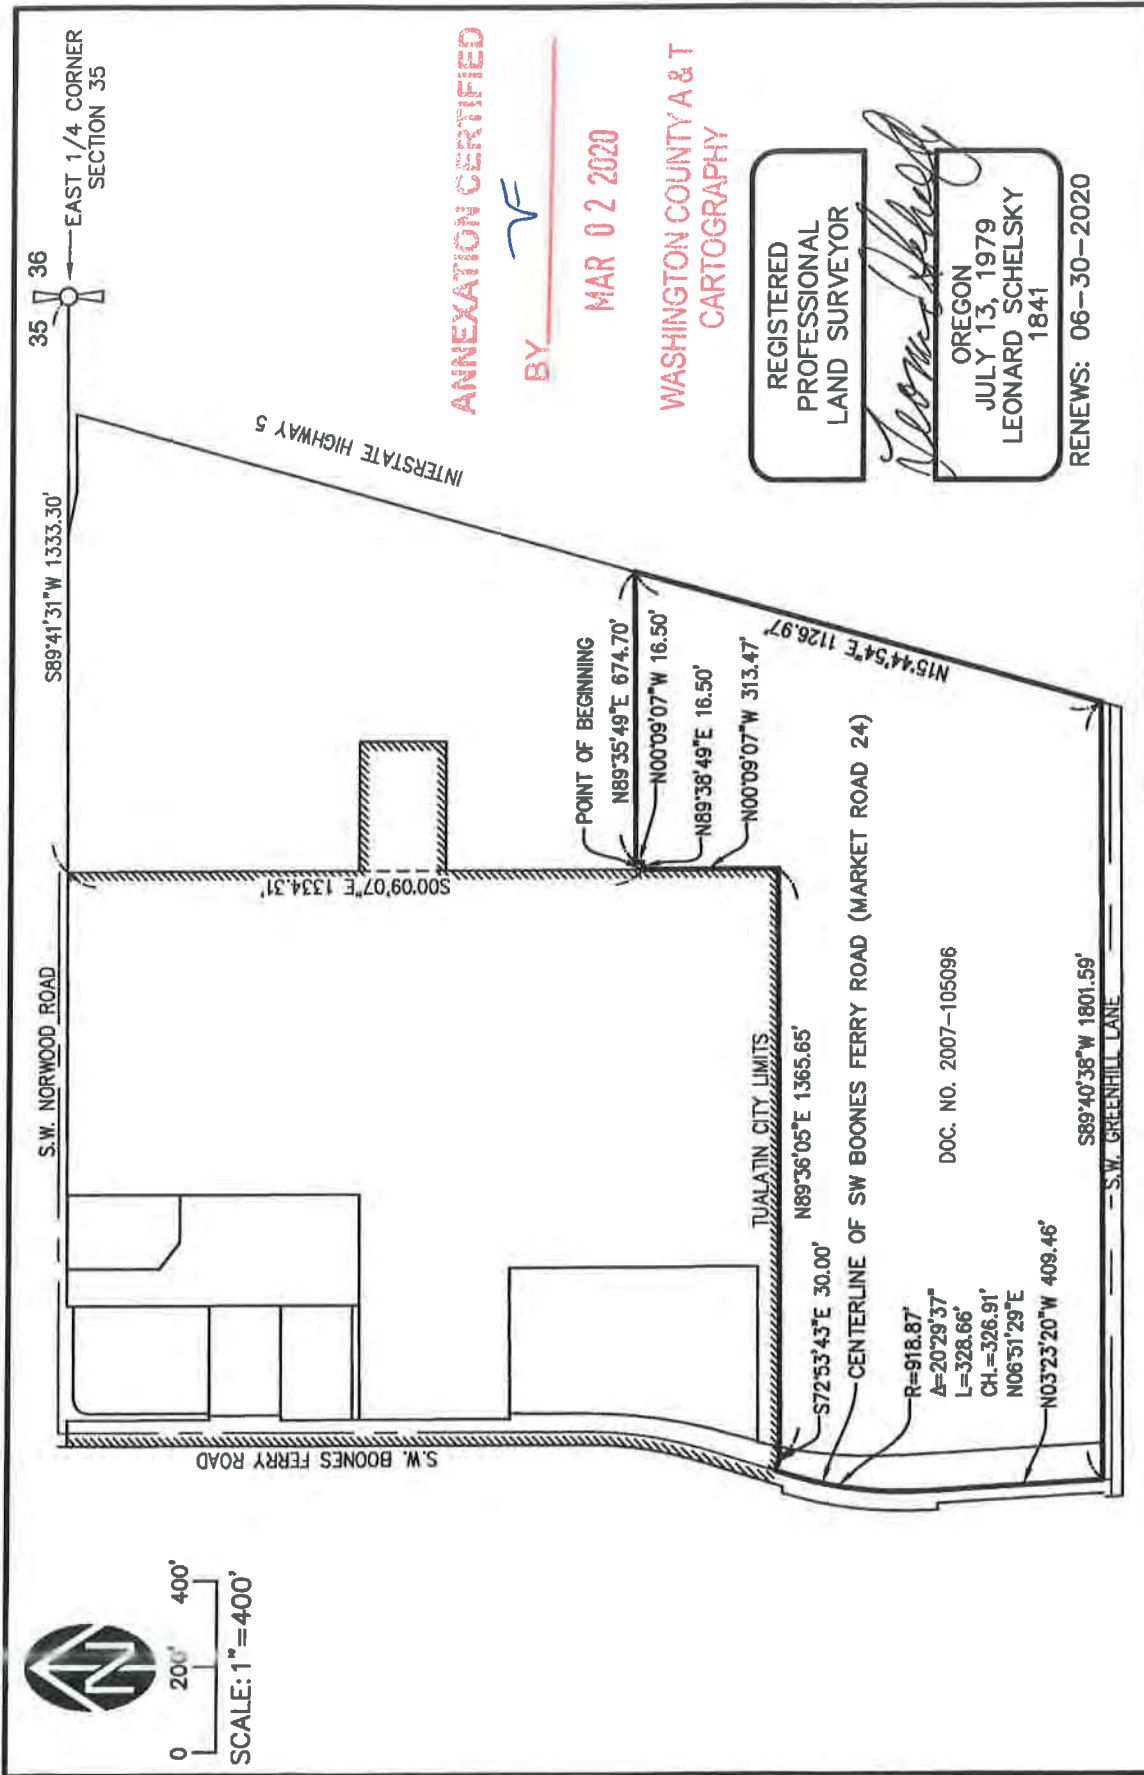 0 200' 400'
SCALE: 1"=400'
S.W. NORWOOD ROAD
S89°41'31"W 1333.30'
35 36
EAST 1/4 CORNER
SECTION 35
S.W. BOONES FERRY ROAD
S00°09'07"E 1334.31'
INTERSTATE HIGHWAY 5
ANNEXATION CERTIFIED
BY
MAR 02 2020
WASHINGTON COUNTY A & T
CARTOGRAPHY
POINT OF BEGINNING
N89°35'49"E 674.70'
N00°09'07"W 16.50'
N89°38'49"E 16.50'
N00°09'07"W 313.47'
N15°44'54"E 1126.97'
TUALATIN CITY LIMITS
N89°36'05"E 1365.65'
S72°53'43"E 30.00'
CENTERLINE OF SW BOONES FERRY ROAD (MARKET ROAD 24)
R=918.87'
Δ=20°29'37"
L=328.66'
CH.=326.91'
N06°51'29"E
N03°23'20"W 409.46'
DOC. NO. 2007-105096
S89°40'38"W 1801.59'
S.W. GREENHILL LANE
REGISTERED
PROFESSIONAL
LAND SURVEYOR
Leonard Schelsky
OREGON
JULY 13, 1979
LEONARD SCHELSKY
1841
RENEWS: 06-30-2020